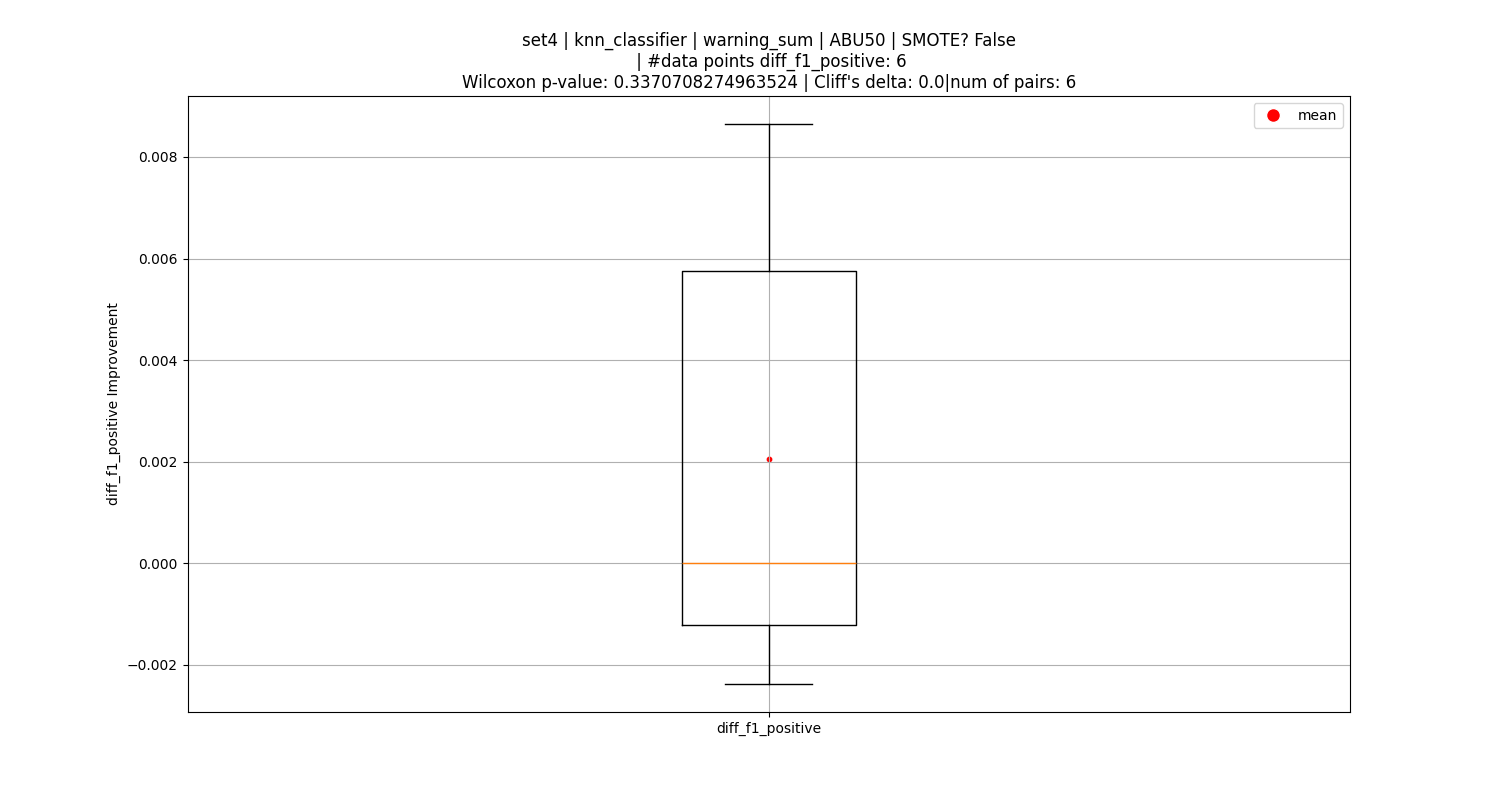 set4 | knn_classifier | warning_sum | ABU50 | SMOTE? False
| #data points diff_f1_positive: 6
Wilcoxon p-value: 0.3370708274963524 | Cliff's delta: 0.0|num of pairs: 6
mean
0.008
0.006
0.004
0.002
0.000
−0.002
diff_f1_positive Improvement
diff_f1_positive